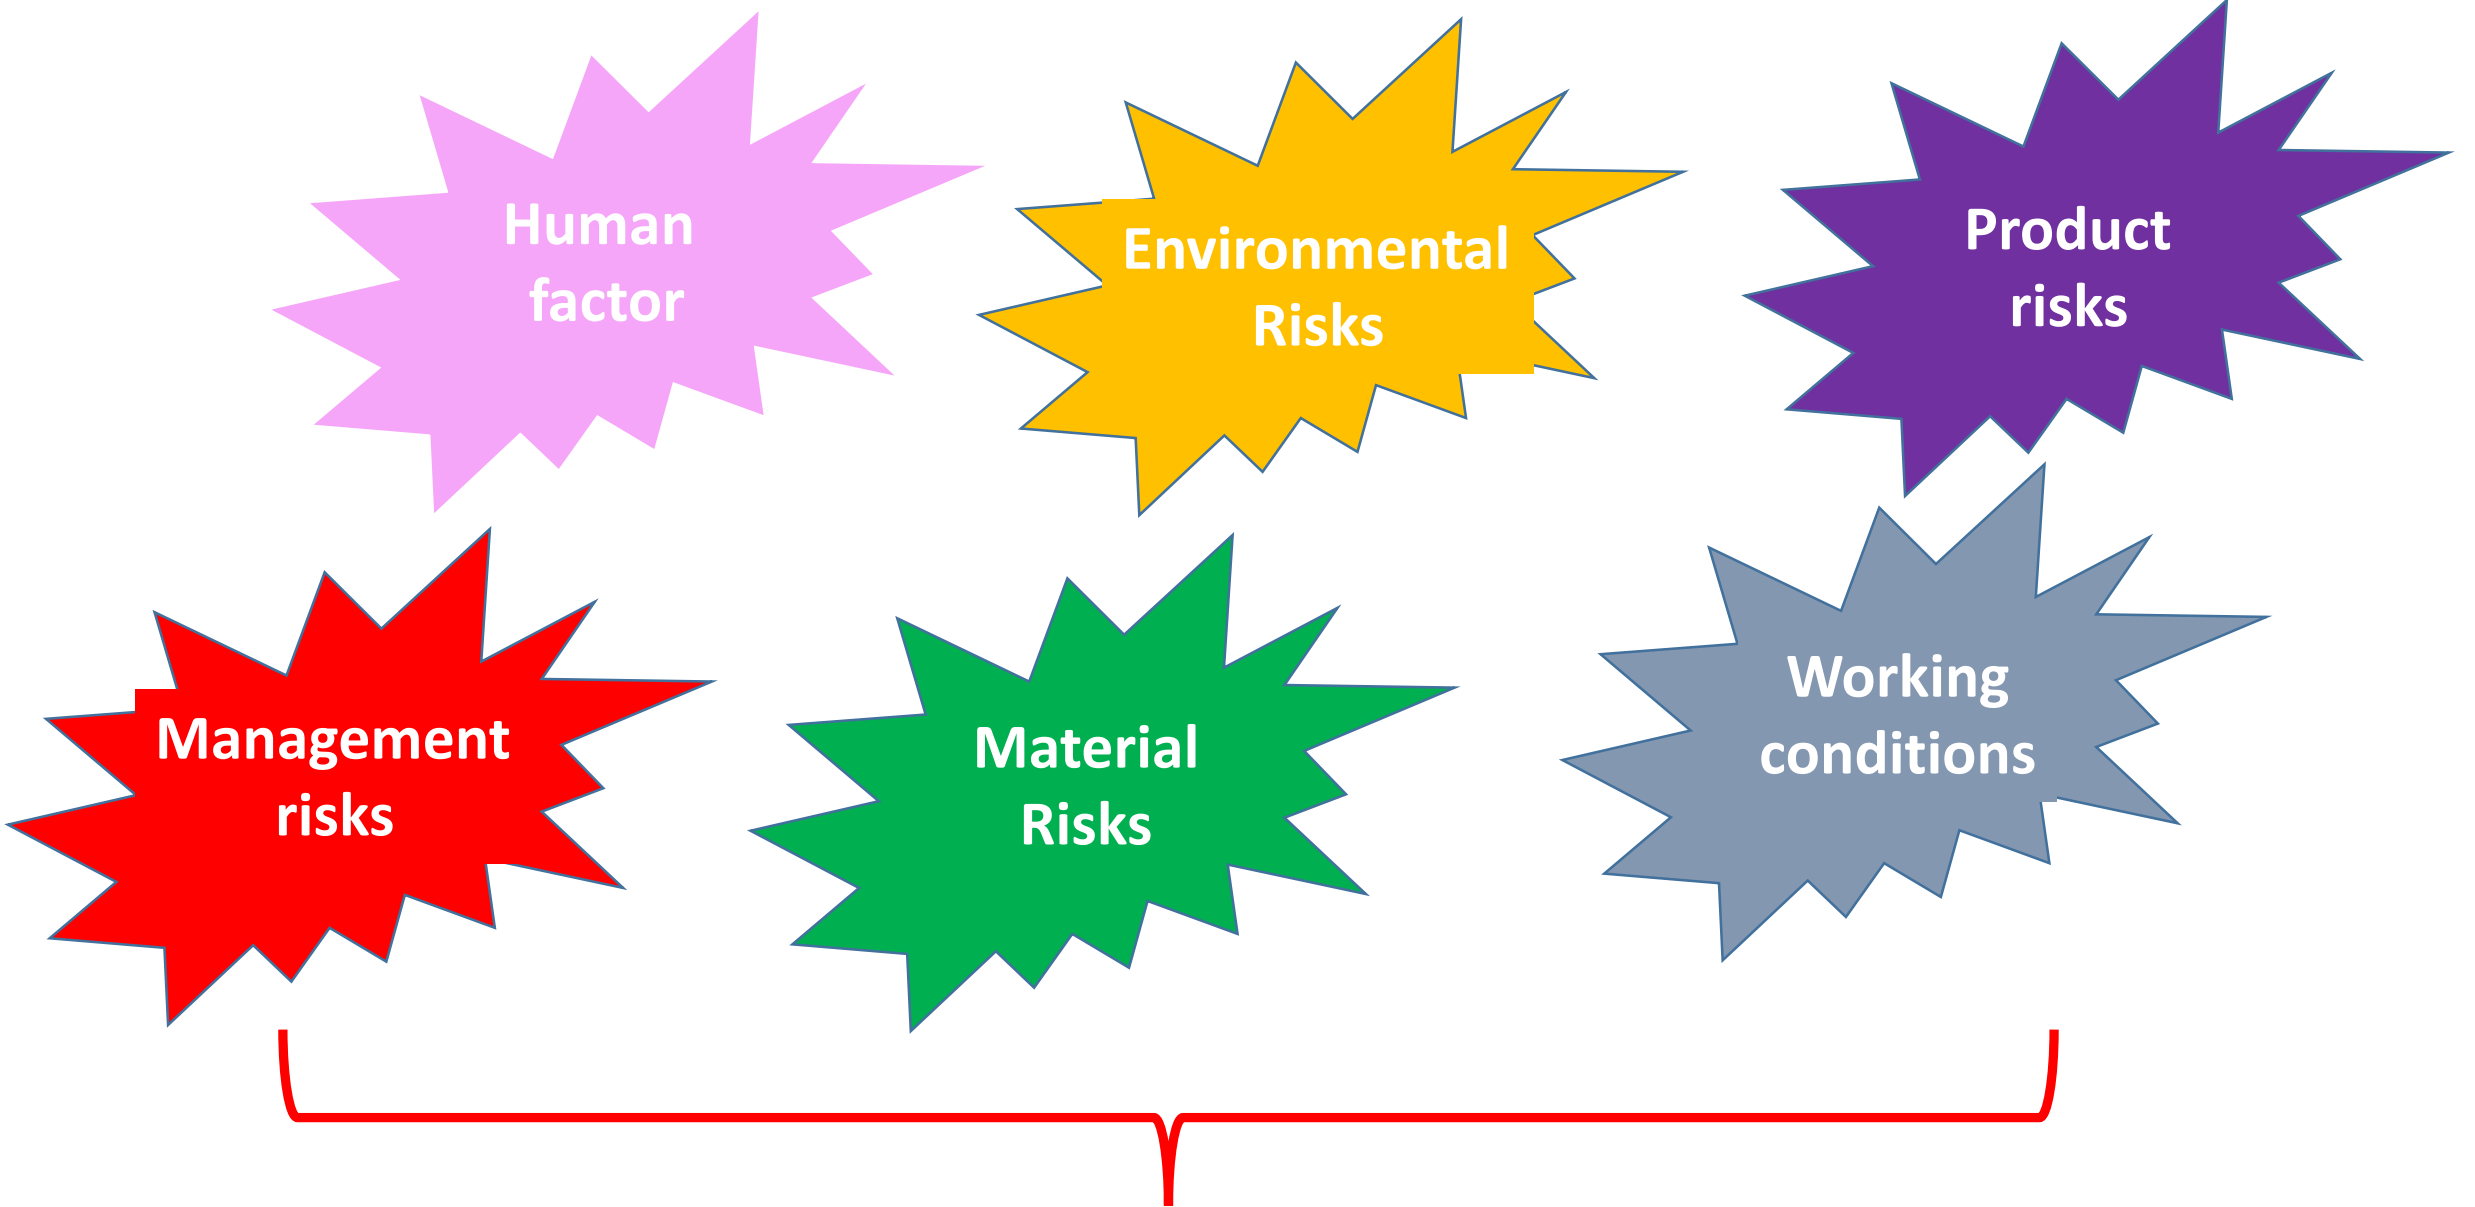 Human
factor
Environmental
Risks
Product
risks
Management
risks
Material
Risks
Working
conditions